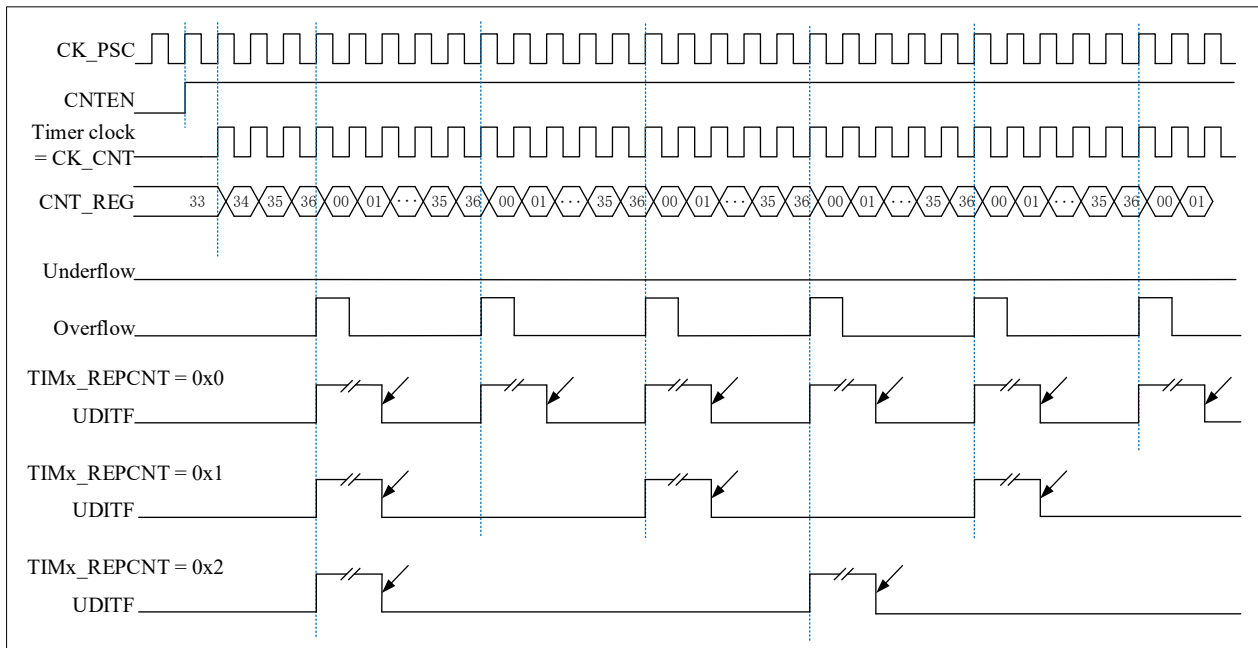 CK_PSC
CNTEN
Timer clock
= CK_CNT
CNT_REG 33 34 35 36 00 01 ··· 35 36 00 01 ··· 35 36 00 01 ··· 35 36 00 01 ··· 35 36 00 01 ··· 35 36 00 01
Underflow
Overflow
TIMx_REPCNT = 0x0
UDITF
TIMx_REPCNT = 0x1
UDITF
TIMx_REPCNT = 0x2
UDITF